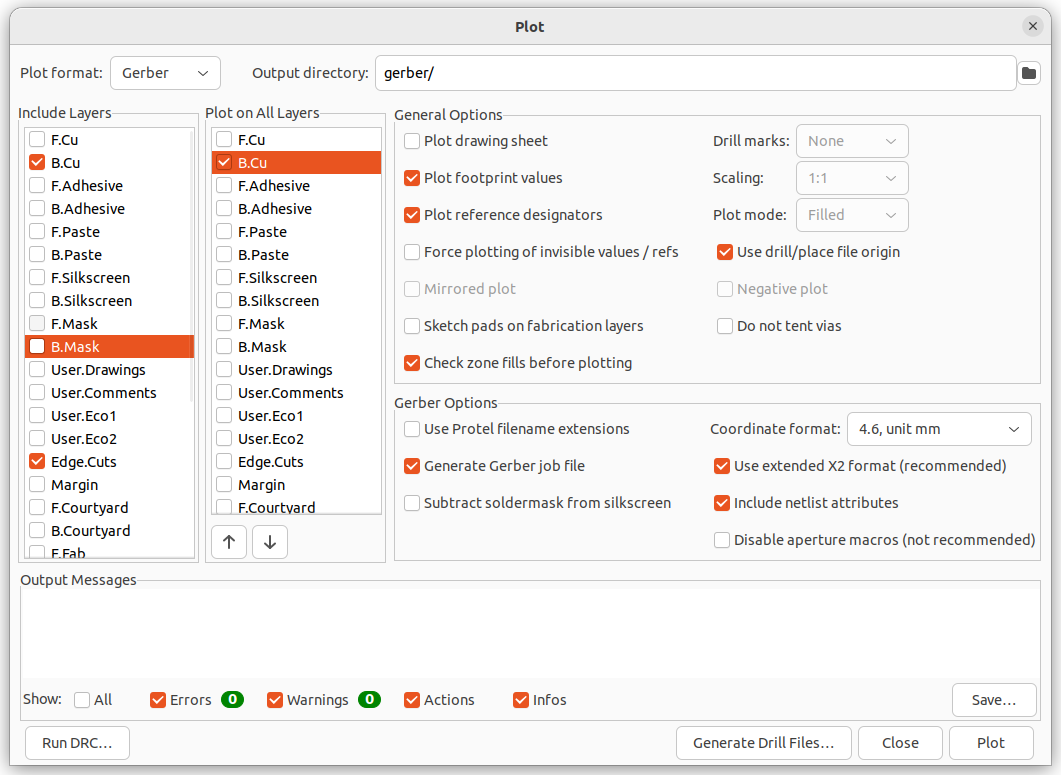 Plot
Plot format: Gerber Output directory: gerber/
Include Layers
F.Cu
B.Cu
F.Adhesive
B.Adhesive
F.Paste
B.Paste
F.Silkscreen
B.Silkscreen
F.Mask
B.Mask
User.Drawings
User.Comments
User.Eco1
User.Eco2
Edge.Cuts
Margin
F.Courtyard
B.Courtyard
F.Fab
Plot on All Layers
F.Cu
B.Cu
F.Adhesive
B.Adhesive
F.Paste
B.Paste
F.Silkscreen
B.Silkscreen
F.Mask
B.Mask
User.Drawings
User.Comments
User.Eco1
User.Eco2
Edge.Cuts
Margin
F.Courtyard
General Options
Plot drawing sheet Drill marks: None
Plot footprint values Scaling: 1:1
Plot reference designators Plot mode: Filled
Force plotting of invisible values / refs Use drill/place file origin
Mirrored plot Negative plot
Sketch pads on fabrication layers Do not tent vias
Check zone fills before plotting
Gerber Options
Use Protel filename extensions Coordinate format: 4.6, unit mm
Generate Gerber job file Use extended X2 format (recommended)
Subtract soldermask from silkscreen Include netlist attributes
Disable aperture macros (not recommended)
Output Messages
Show: All Errors 0 Warnings 0 Actions Infos Save...
Run DRC... Generate Drill Files... Close Plot